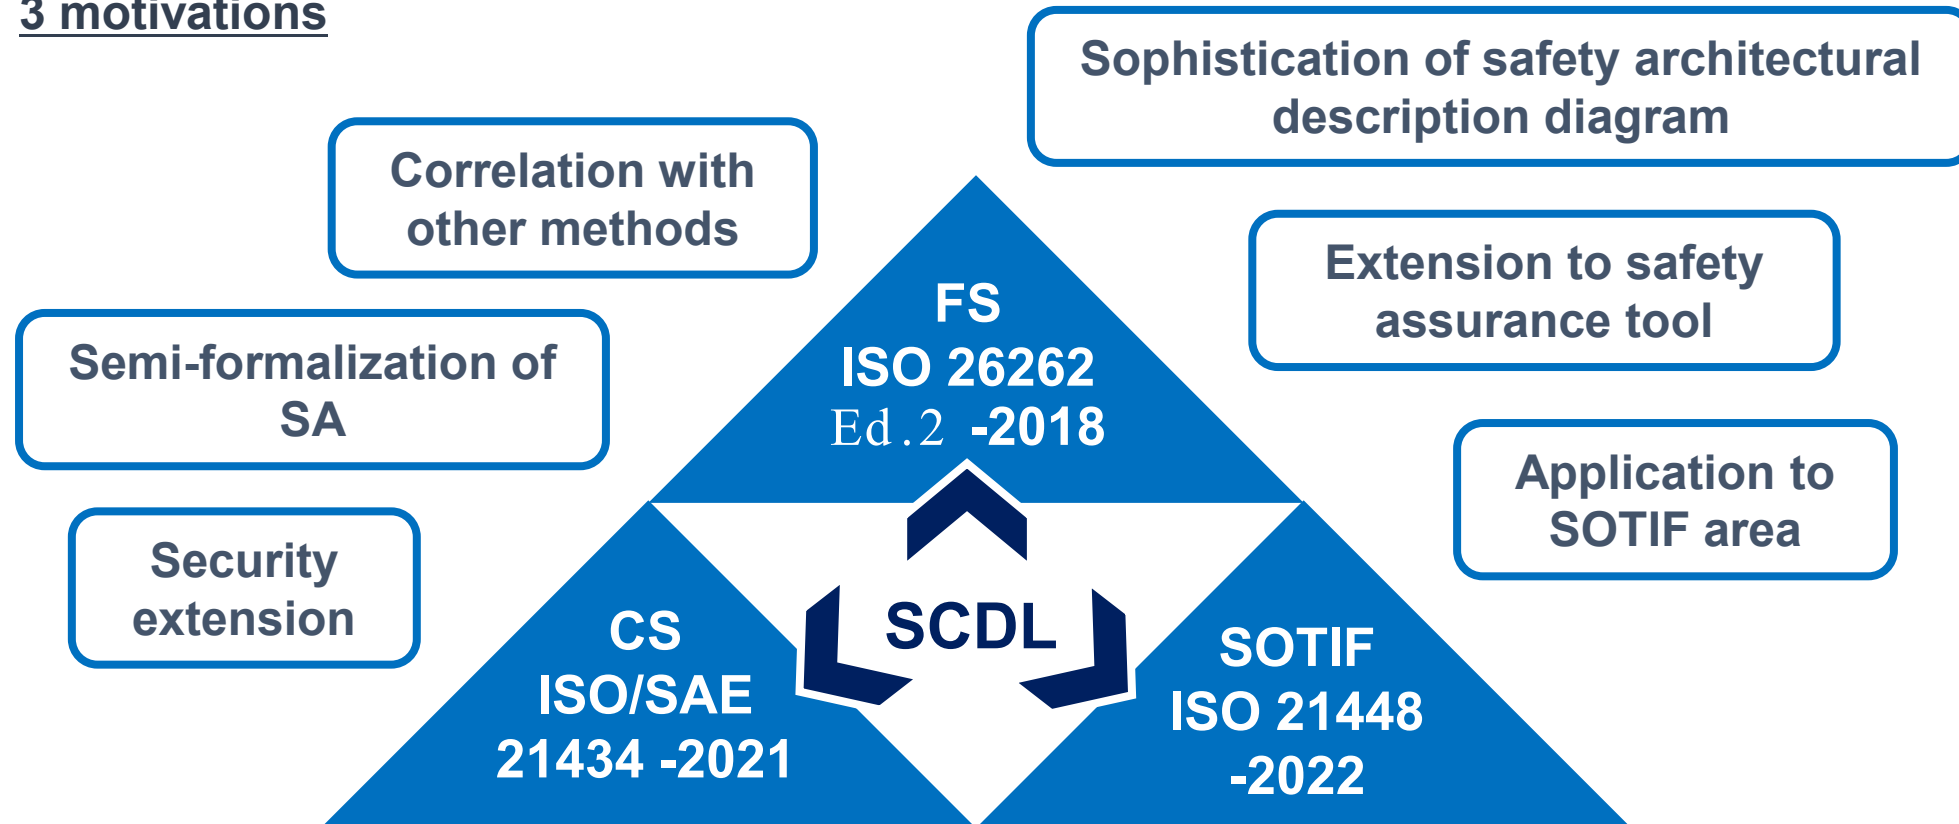 3 motivations
Sophistication of safety architectural
description diagram
Correlation with
other methods
Extension to safety
assurance tool
Semi-formalization of
SA
Application to
SOTIF area
Security
extension
FS
ISO 26262
Ed.2 -2018
SCDL
CS
ISO/SAE
21434 -2021
SOTIF
ISO 21448
-2022